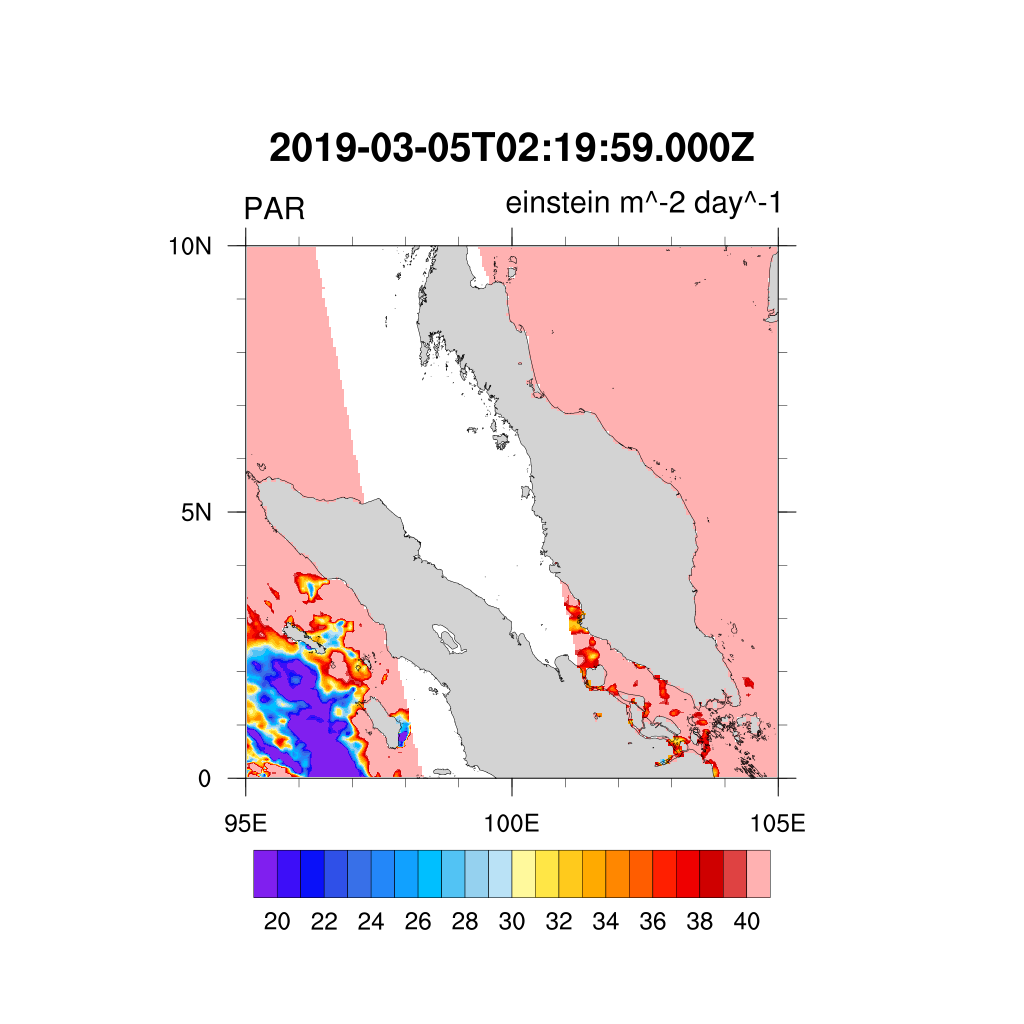 2019-03-05T02:19:59.000Z
PAR einstein m^-2 day^-1
10N
5N
0
95E 100E 105E
20 22 24 26 28 30 32 34 36 38 40